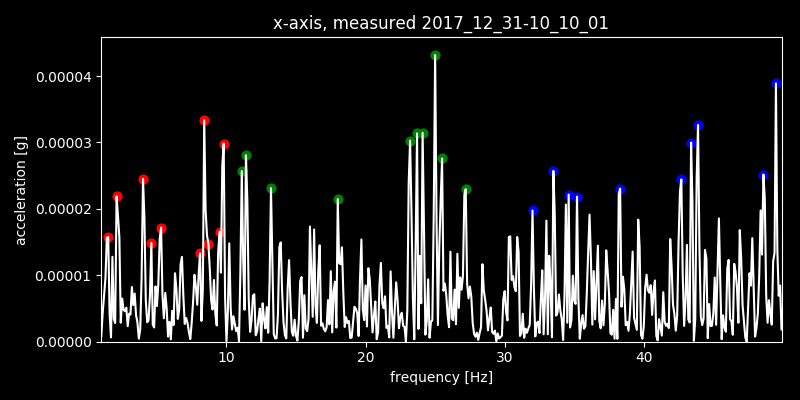 x-axis, measured 2017_12_31-10_10_01
0.00004
0.00003
0.00002
0.00001
0.00000
acceleration [g]
10 20 30 40
frequency [Hz]